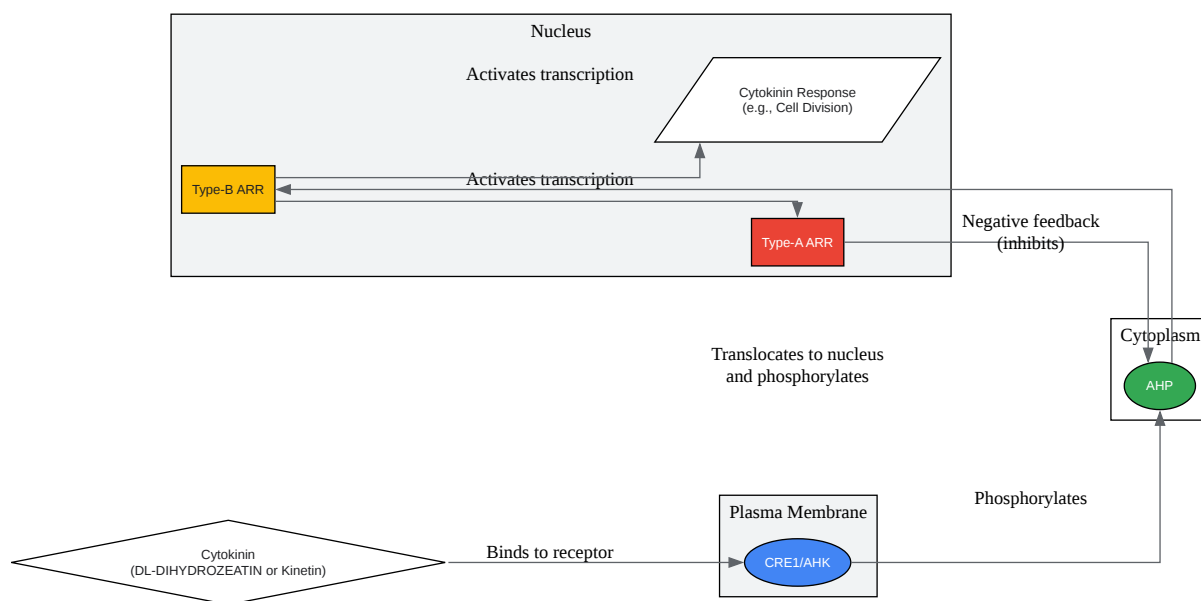 Nucleus
Activates transcription
Cytokinin Response
(e.g., Cell Division)
Type-B ARR
Activates transcription
Type-A ARR
Negative feedback
(inhibits)
Cytoplasm
Translocates to nucleus
and phosphorylates
AHP
Phosphorylates
Plasma Membrane
Binds to receptor
Cytokinin
(DL-DIHYDROZEATIN or Kinetin)
CRE1/AHK